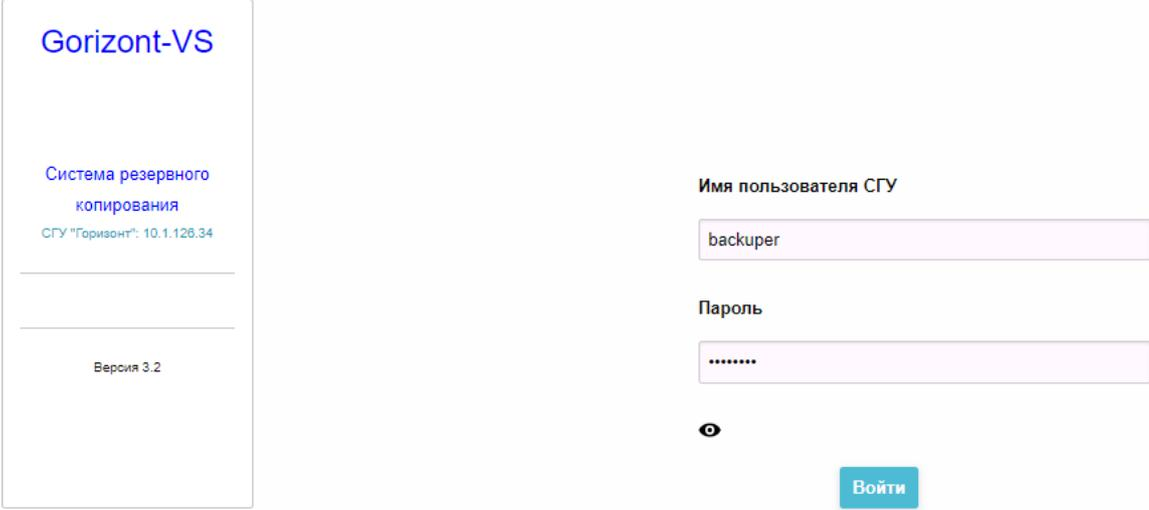 Gorizont-VS
Система резервного
копирования
СГУ "Горизонт": 10.1.126.34
Версия 3.2
Имя пользователя СГУ
backuper
Пароль
••••••••
Войти